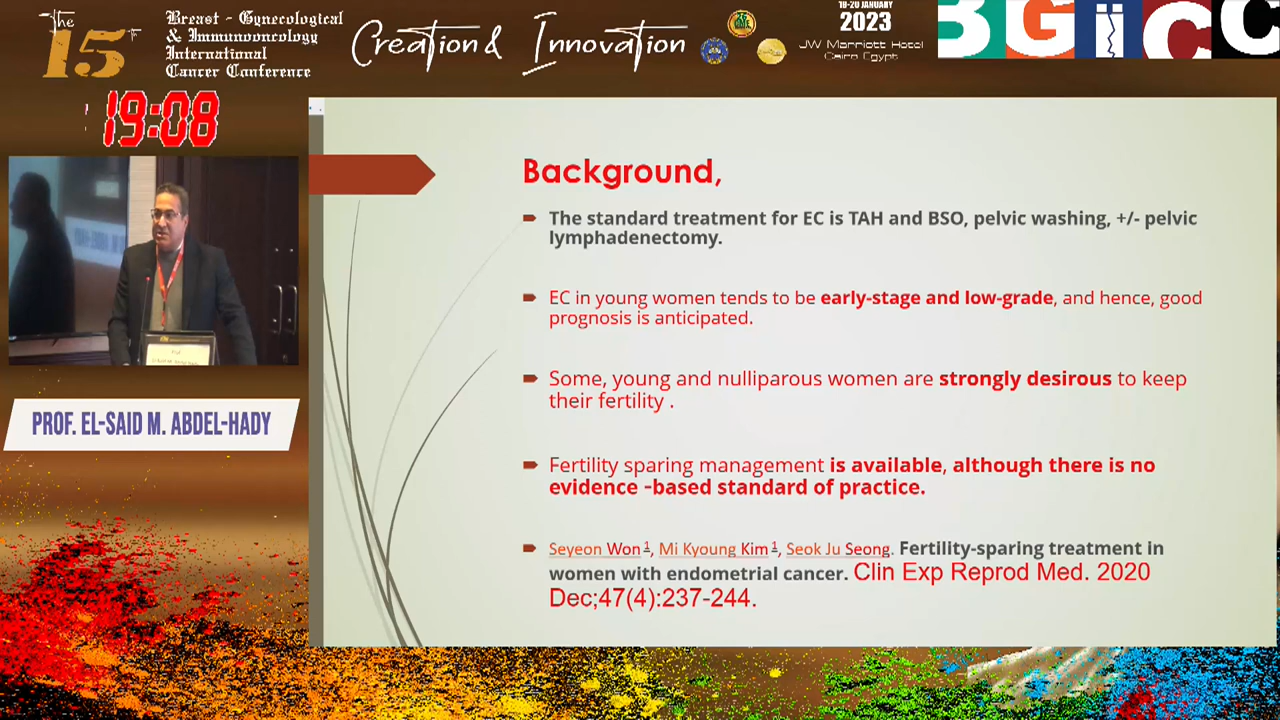 The
15th
Breast - Gynecological
& Immunooncology
International
Cancer Conference
Creation & Innovation
18-20 JANUARY
2023
JW Marriott Hotel
Cairo Egypt
BGICC
19:08
PROF. EL-SAID M. ABDEL-HADY
Background,
The standard treatment for EC is TAH and BSO, pelvic washing, +/- pelvic
lymphadenectomy.
EC in young women tends to be early-stage and low-grade, and hence, good
prognosis is anticipated.
Some, young and nulliparous women are strongly desirous to keep
their fertility .
Fertility sparing management is available, although there is no
evidence -based standard of practice.
Seyeon Won 1, Mi Kyoung Kim 1, Seok Ju Seong. Fertility-sparing treatment in
women with endometrial cancer. Clin Exp Reprod Med. 2020
Dec;47(4):237-244.